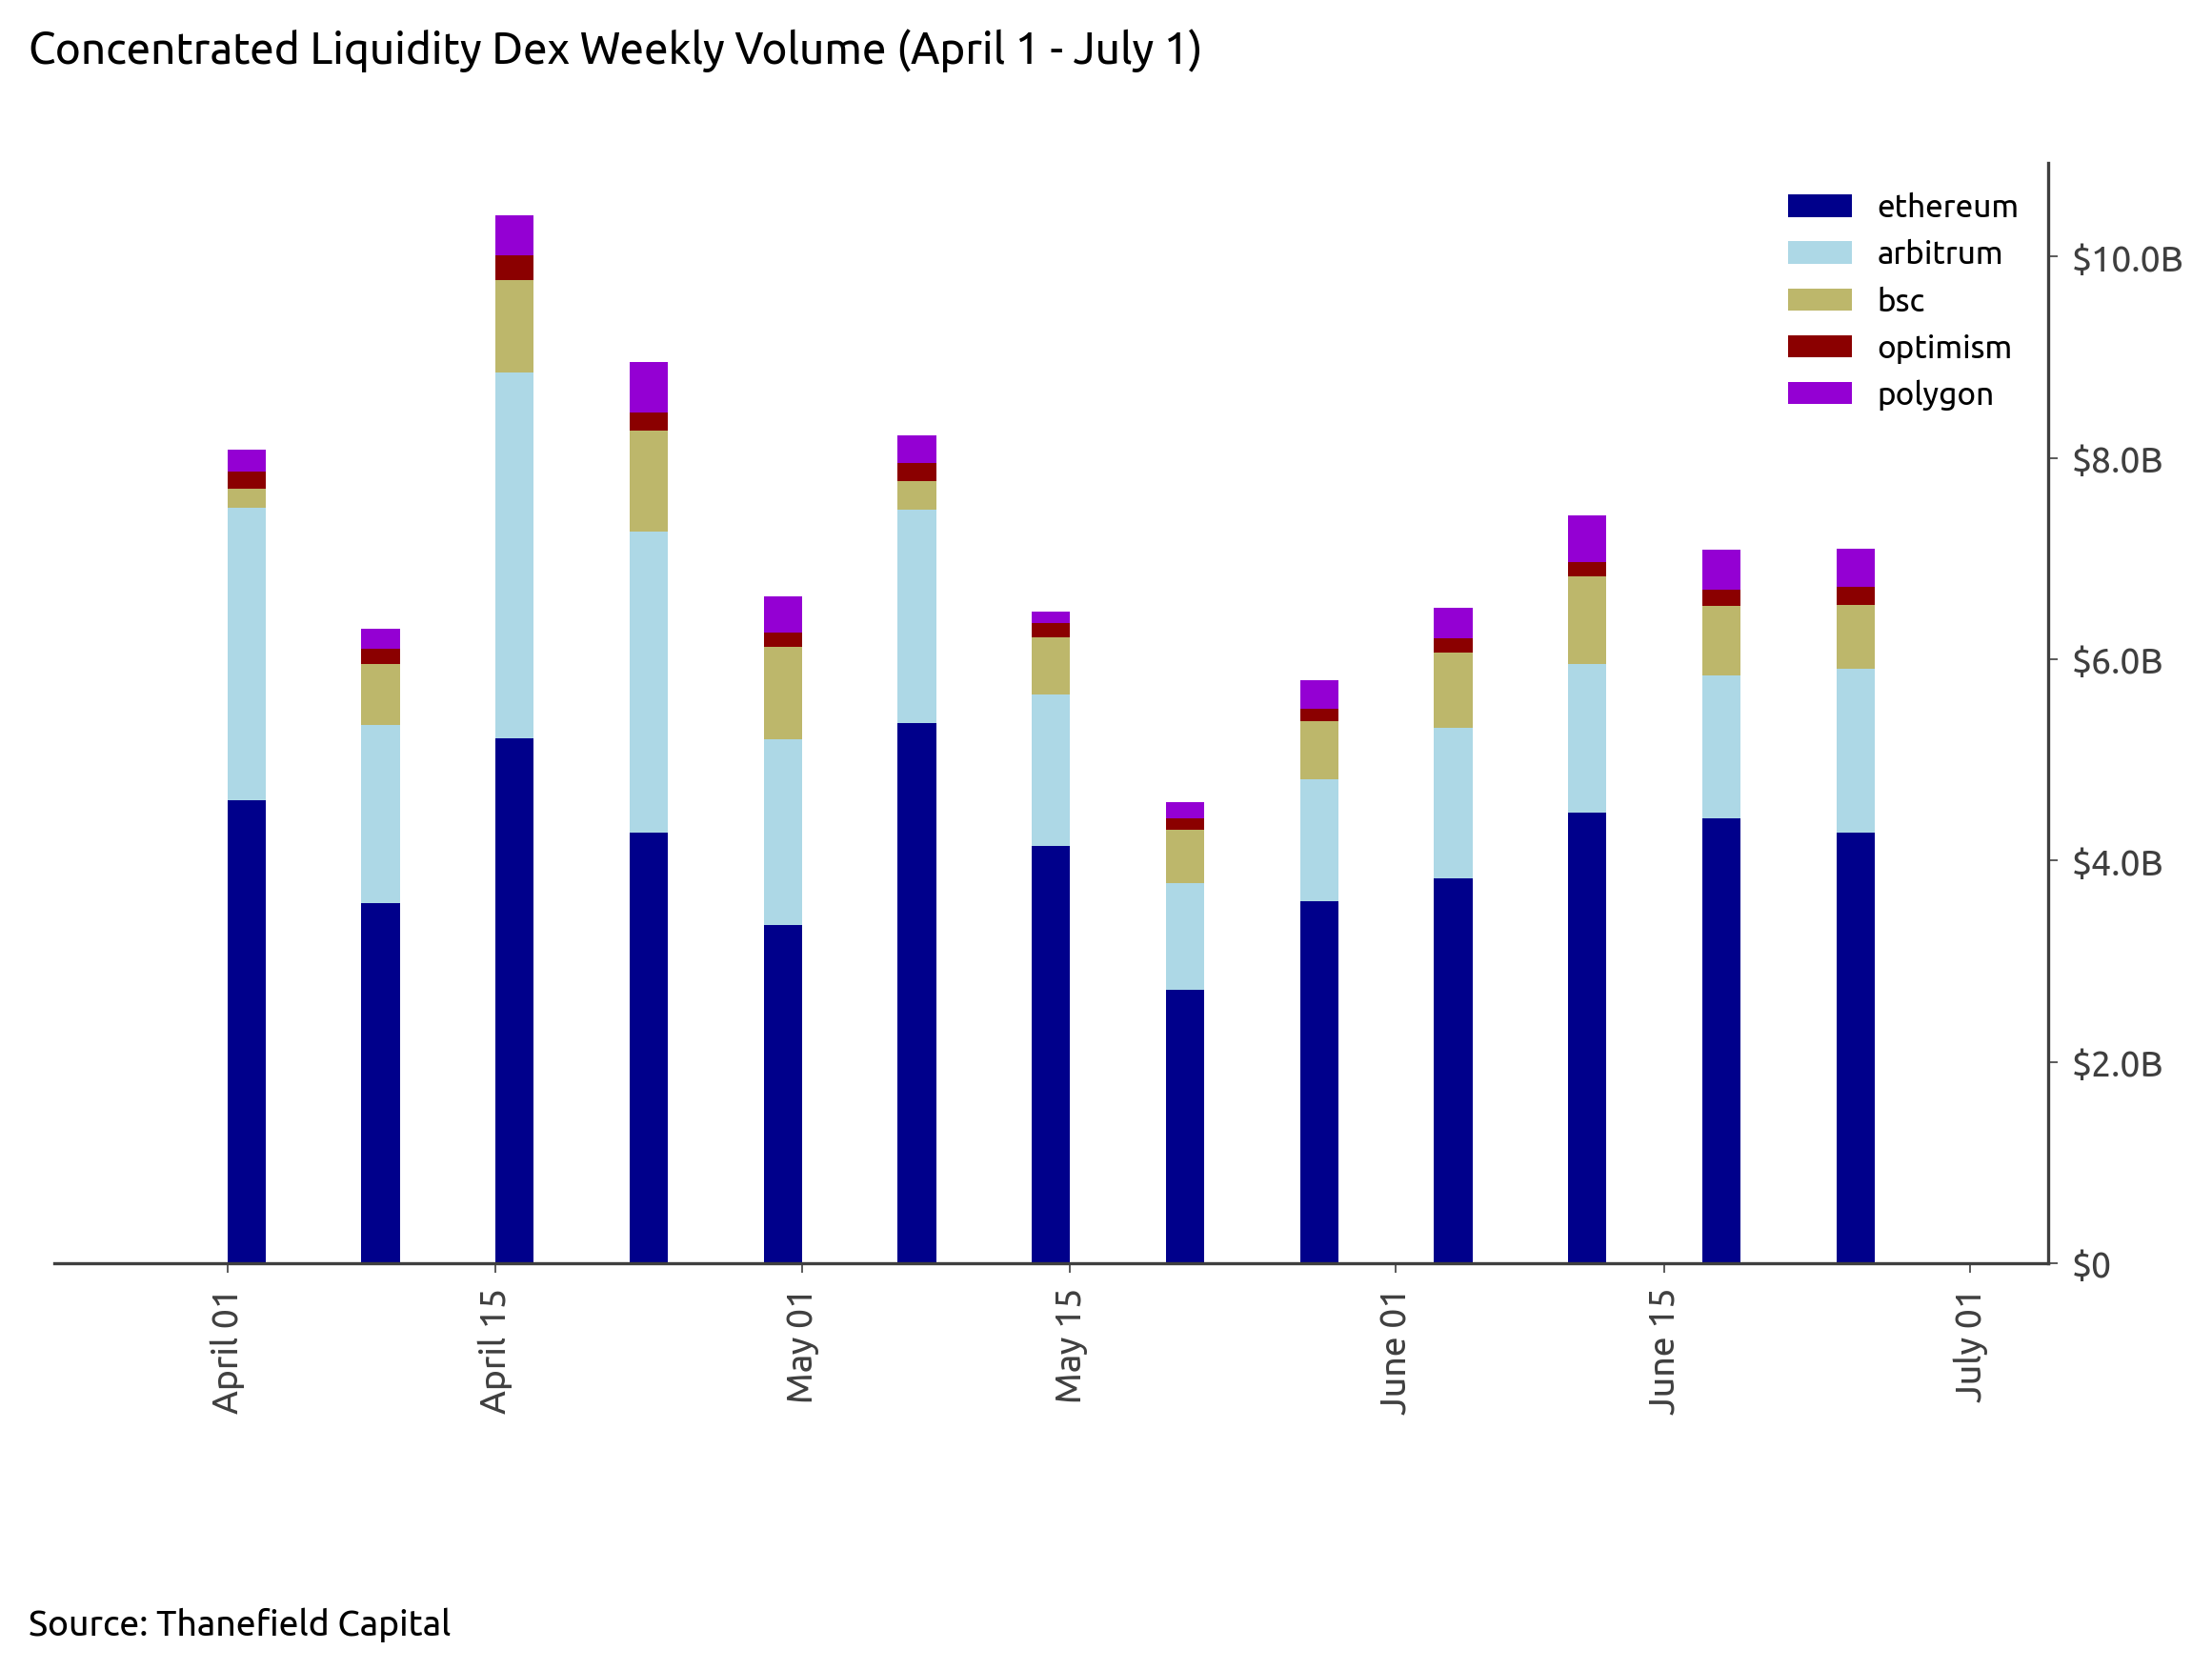 Concentrated Liquidity Dex Weekly Volume (April 1 - July 1)
ethereum
arbitrum
bsc
optimism
polygon
$10.0B
$8.0B
$6.0B
$4.0B
$2.0B
$0
April 01
April 15
May 01
May 15
June 01
June 15
July 01
Source: Thanefield Capital